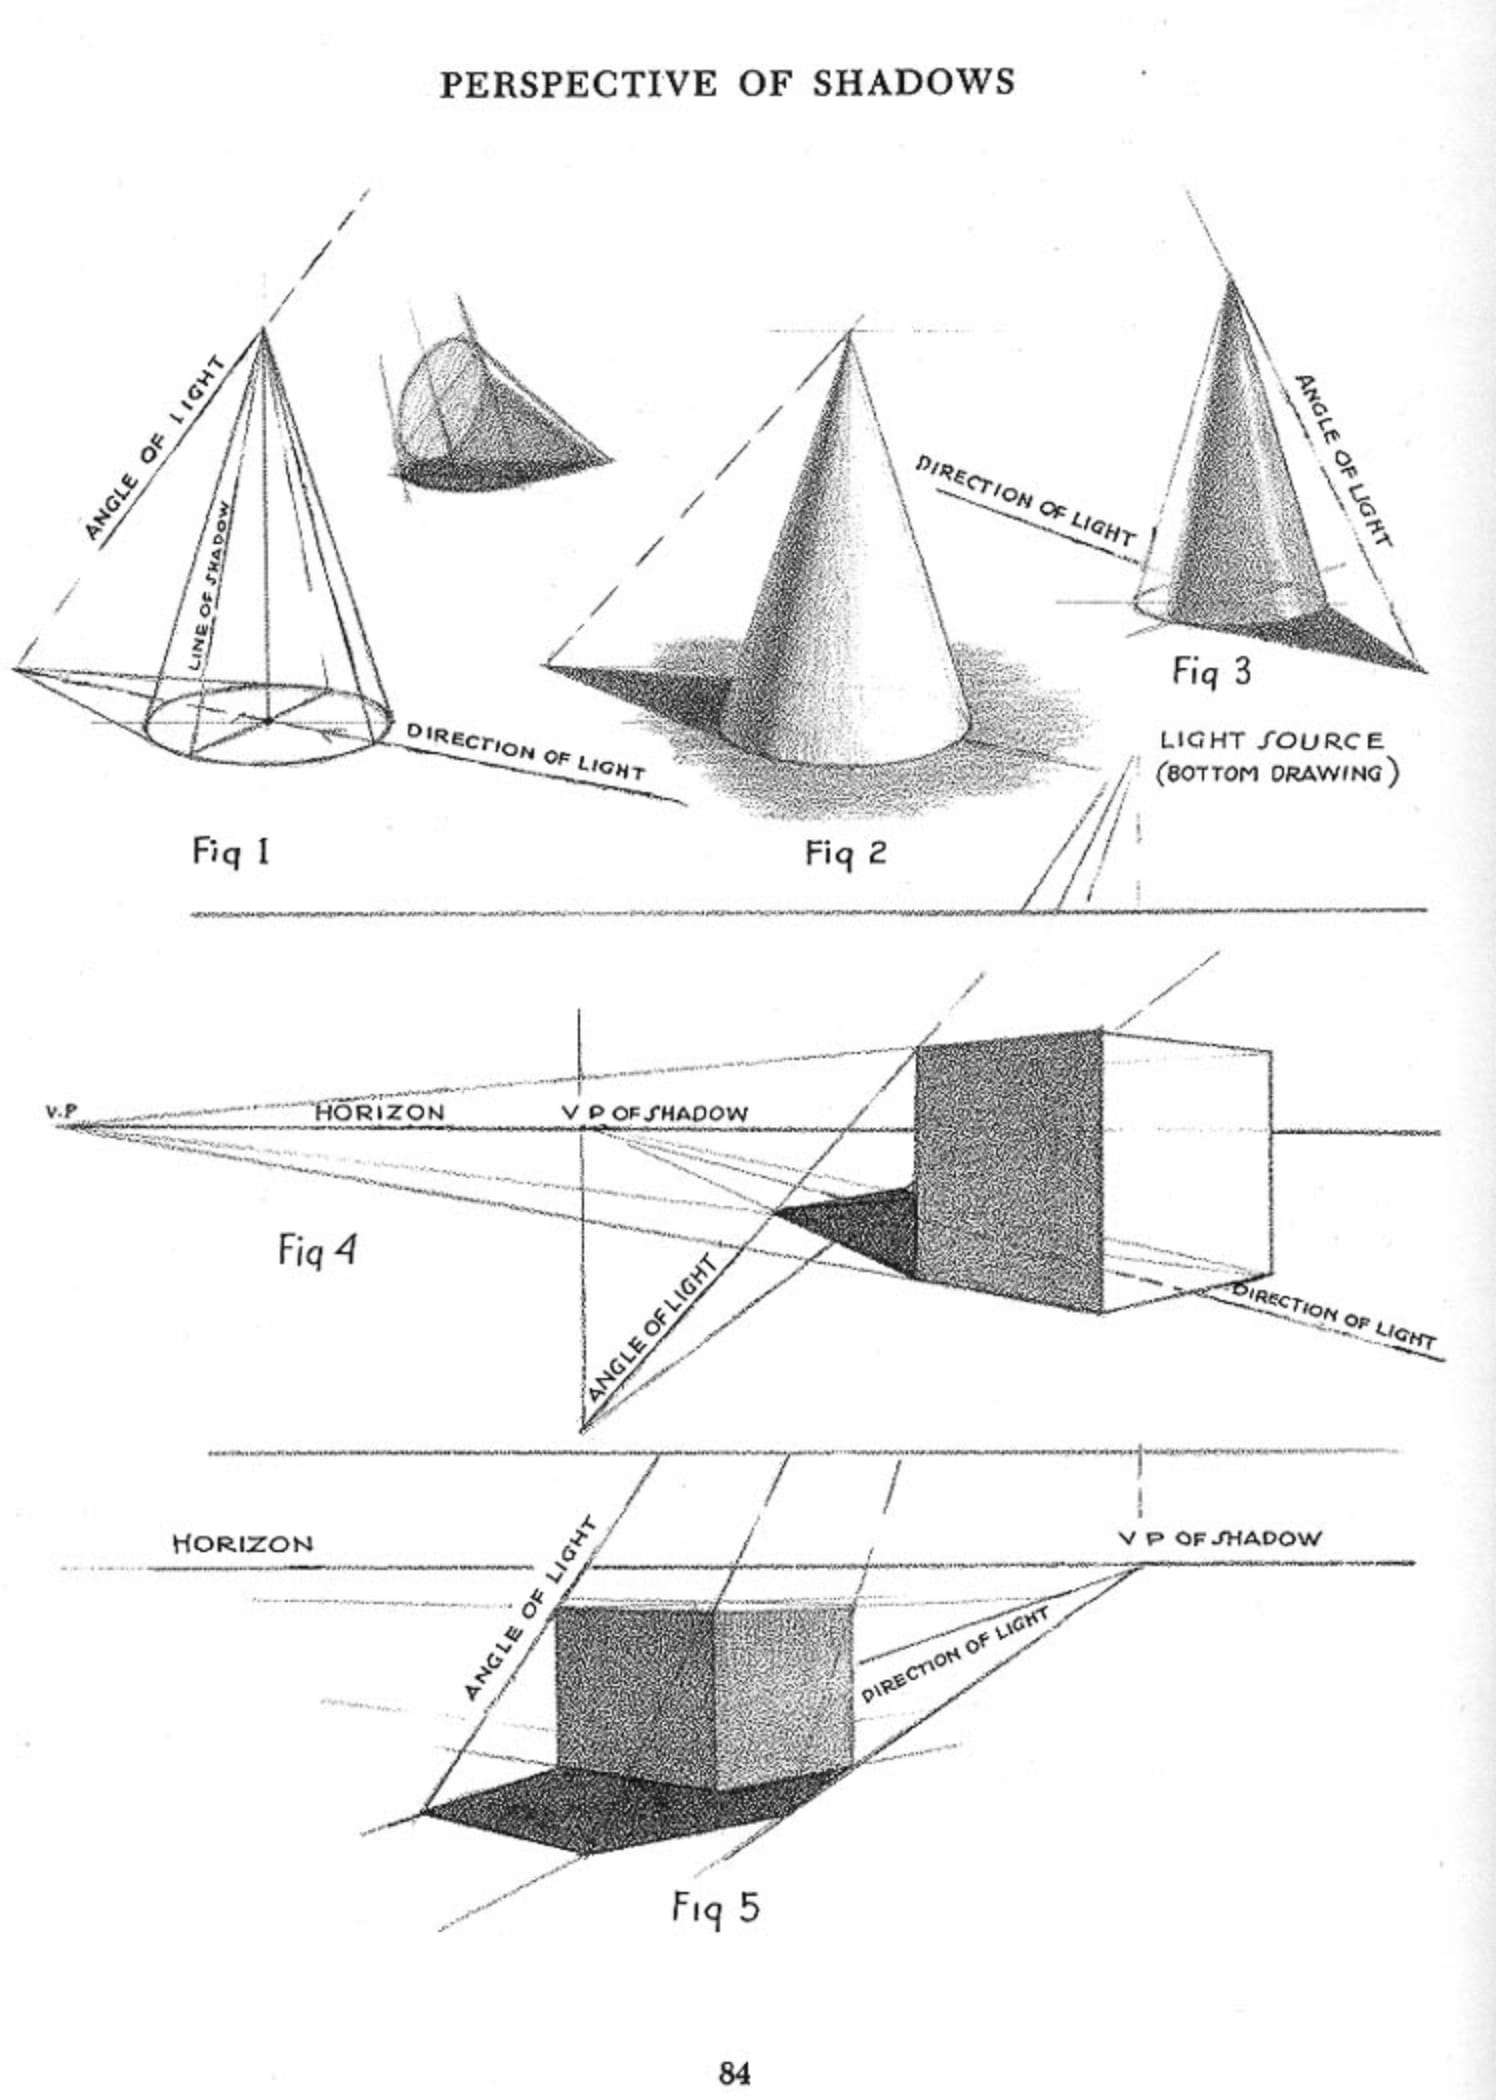 PERSPECTIVE OF SHADOWS
ANGLE OF LIGHT
LINE OF SHADOW
DIRECTION OF LIGHT
Fig 1
Fig 2
DIRECTION OF LIGHT
ANGLE OF LIGHT
Fig 3
LIGHT SOURCE
(BOTTOM DRAWING)
V.P
HORIZON
V P OF SHADOW
Fig 4
ANGLE OF LIGHT
DIRECTION OF LIGHT
HORIZON
ANGLE OF LIGHT
V P OF SHADOW
DIRECTION OF LIGHT
Fig 5
84